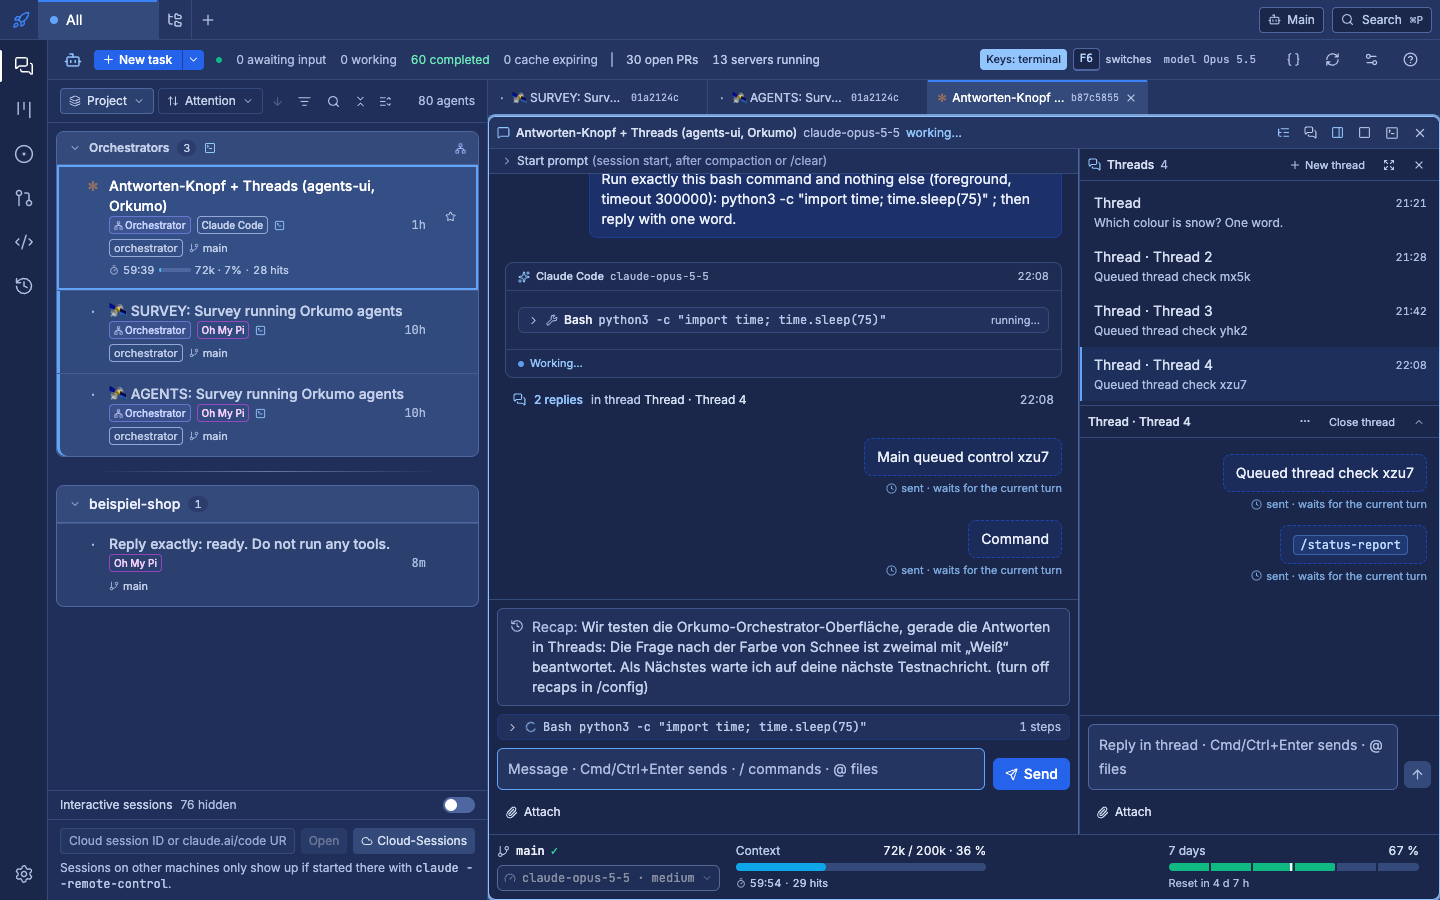 All
Main
Search ⌘P
+ New task
0 awaiting input
0 working
60 completed
0 cache expiring
30 open PRs
13 servers running
Keys: terminal
F6
switches
model Opus 5.5
Project
Attention
80 agents
Orchestrators 3
Antworten-Knopf + Threads (agents-ui,
Orkumo)
Orchestrator
Claude Code
1h
orchestrator
main
59:39
72k · 7% · 28 hits
SURVEY: Survey running Orkumo agents
Orchestrator
Oh My Pi
10h
orchestrator
main
AGENTS: Survey running Orkumo agents
Orchestrator
Oh My Pi
10h
orchestrator
main
beispiel-shop 1
Reply exactly: ready. Do not run any tools.
Oh My Pi
8m
main
Interactive sessions 76 hidden
Cloud session ID or claude.ai/code UR
Open
Cloud-Sessions
Sessions on other machines only show up if started there with claude -
-remote-control.
SURVEY: Surv... 01a2124c
AGENTS: Surv... 01a2124c
Antworten-Knopf ... b87c5855
Antworten-Knopf + Threads (agents-ui, Orkumo) claude-opus-5-5 working...
Start prompt (session start, after compaction or /clear)
Run exactly this bash command and nothing else (foreground,
timeout 300000): python3 -c "import time; time.sleep(75)" ; then
reply with one word.
Claude Code claude-opus-5-5
22:08
Bash python3 -c "import time; time.sleep(75)"
running...
Working...
2 replies in thread Thread · Thread 4
22:08
Main queued control xzu7
sent · waits for the current turn
Command
sent · waits for the current turn
Recap: Wir testen die Orkumo-Orchestrator-Oberfläche, gerade die Antworten
in Threads: Die Frage nach der Farbe von Schnee ist zweimal mit „Weiß“
beantwortet. Als Nächstes warte ich auf deine nächste Testnachricht. (turn off
recaps in /config)
Bash python3 -c "import time; time.sleep(75)"
1 steps
Message · Cmd/Ctrl+Enter sends · / commands · @ files
Send
Attach
main ✓
claude-opus-5-5 · medium
Context
72k / 200k · 36 %
59:54 · 29 hits
7 days
67 %
Reset in 4 d 7 h
Threads 4
+ New thread
Thread
21:21
Which colour is snow? One word.
Thread · Thread 2
21:28
Queued thread check mx5k
Thread · Thread 3
21:42
Queued thread check yhk2
Thread · Thread 4
22:08
Queued thread check xzu7
Thread · Thread 4
Close thread
Queued thread check xzu7
sent · waits for the current turn
/status-report
sent · waits for the current turn
Reply in thread · Cmd/Ctrl+Enter sends · @
files
Attach